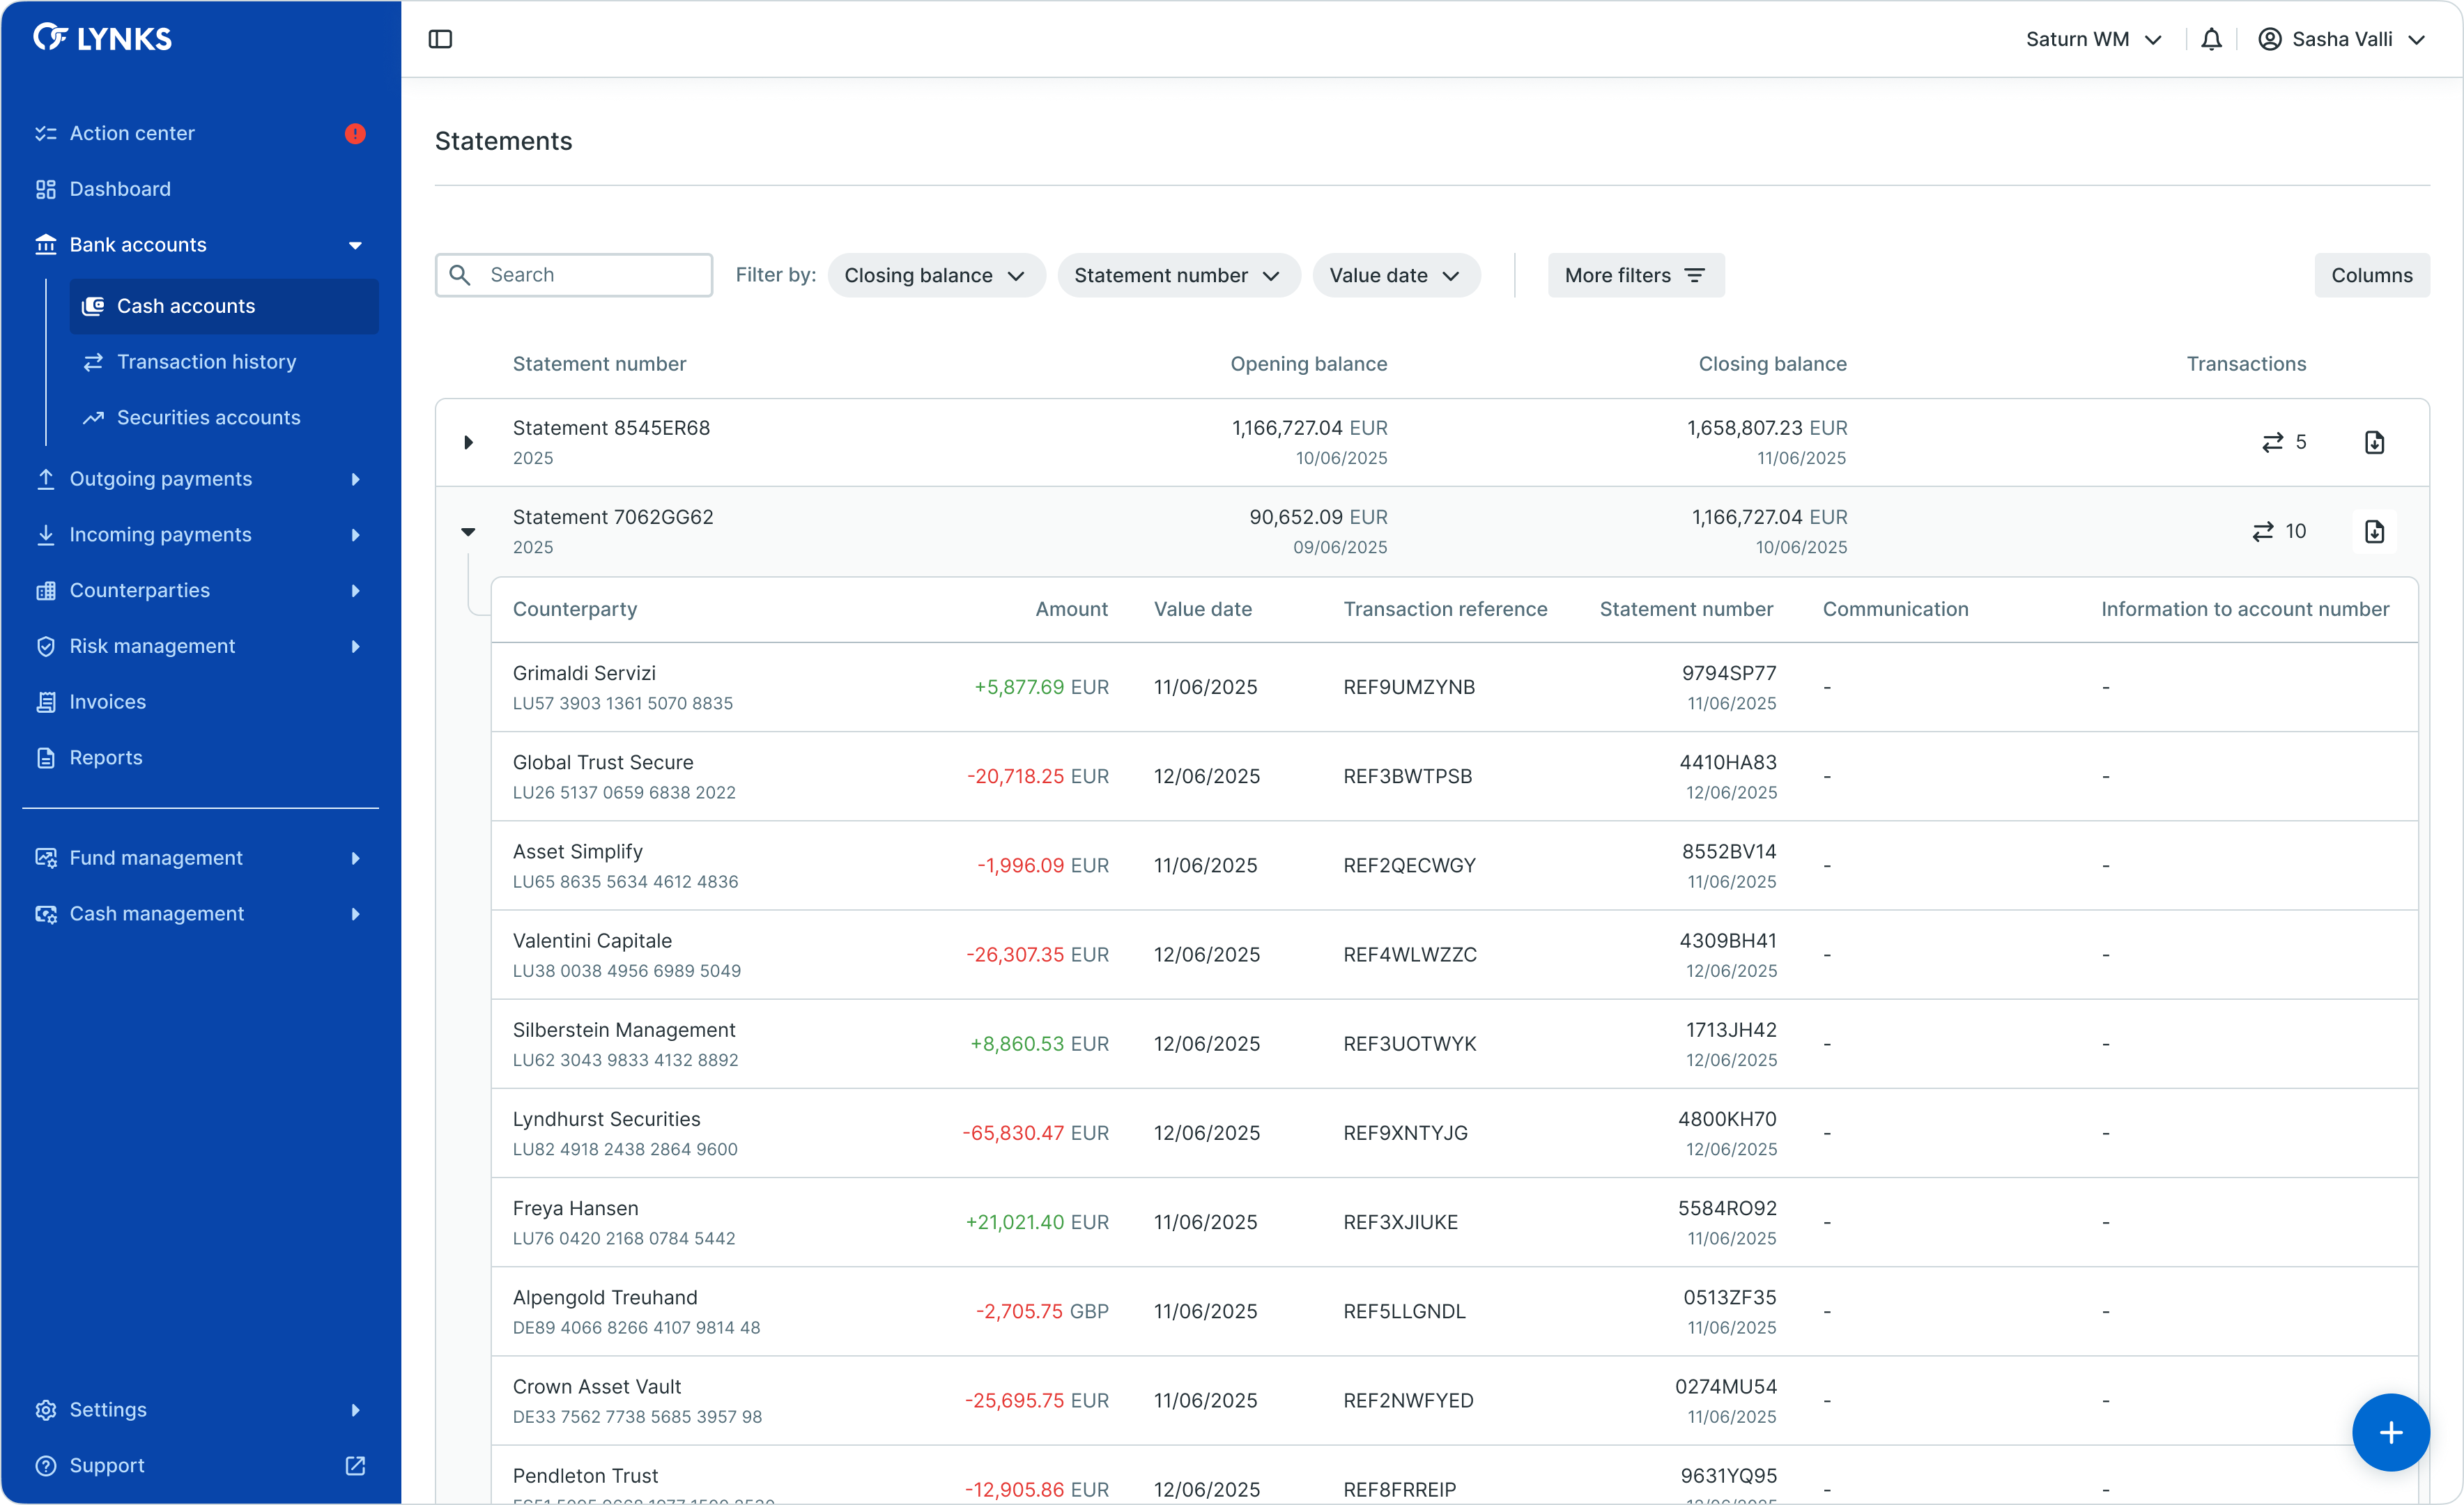 LYNKS
Saturn WM
Sasha Valli
Action center
Dashboard
Bank accounts
Cash accounts
Transaction history
Securities accounts
Outgoing payments
Incoming payments
Counterparties
Risk management
Invoices
Reports
Fund management
Cash management
Settings
Support
Statements
Search Filter by: Closing balance Statement number Value date More filters Columns
Statement number Opening balance Closing balance Transactions
Statement 8545ER68 1,166,727.04 EUR 1,658,807.23 EUR 5
2025 10/06/2025 11/06/2025
Statement 7062GG62 90,652.09 EUR 1,166,727.04 EUR 10
2025 09/06/2025 10/06/2025
Counterparty Amount Value date Transaction reference Statement number Communication Information to account number
Grimaldi Servizi +5,877.69 EUR 11/06/2025 REF9UMZYNB 9794SP77 - -
LU57 3903 1361 5070 8835 11/06/2025
Global Trust Secure -20,718.25 EUR 12/06/2025 REF3BWTPSB 4410HA83 - -
LU26 5137 0659 6838 2022 12/06/2025
Asset Simplify -1,996.09 EUR 11/06/2025 REF2QECWGY 8552BV14 - -
LU65 8635 5634 4612 4836 11/06/2025
Valentini Capitale -26,307.35 EUR 12/06/2025 REF4WLWZZC 4309BH41 - -
LU38 0038 4956 6989 5049 12/06/2025
Silberstein Management +8,860.53 EUR 12/06/2025 REF3UOTWYK 1713JH42 - -
LU62 3043 9833 4132 8892 12/06/2025
Lyndhurst Securities -65,830.47 EUR 12/06/2025 REF9XNTYJG 4800KH70 - -
LU82 4918 2438 2864 9600 12/06/2025
Freya Hansen +21,021.40 EUR 11/06/2025 REF3XJIUKE 5584RO92 - -
LU76 0420 2168 0784 5442 11/06/2025
Alpengold Treuhand -2,705.75 GBP 11/06/2025 REF5LLGNDL 0513ZF35 - -
DE89 4066 8266 4107 9814 48 11/06/2025
Crown Asset Vault -25,695.75 EUR 11/06/2025 REF2NWFYED 0274MU54 - -
DE33 7562 7738 5685 3957 98 11/06/2025
Pendleton Trust -12,905.86 EUR 12/06/2025 REF8FRREIP 9631YQ95 - -